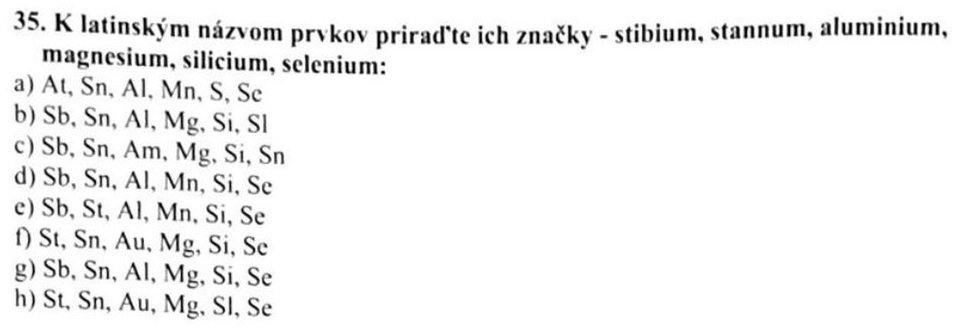 35. K latinským názvom prvkov priraďte ich značky - stibium, stannum, aluminium,
magnesium, silicium, selenium:
a) At, Sn, Al, Mn, S, Se
b) Sb, Sn, Al, Mg, Si, Sl
c) Sb, Sn, Am, Mg, Si, Sn
d) Sb, Sn, Al, Mn, Si, Se
e) Sb, St, Al, Mn, Si, Se
f) St, Sn, Au, Mg, Si, Se
g) Sb, Sn, Al, Mg, Si, Se
h) St, Sn, Au, Mg, Sl, Se